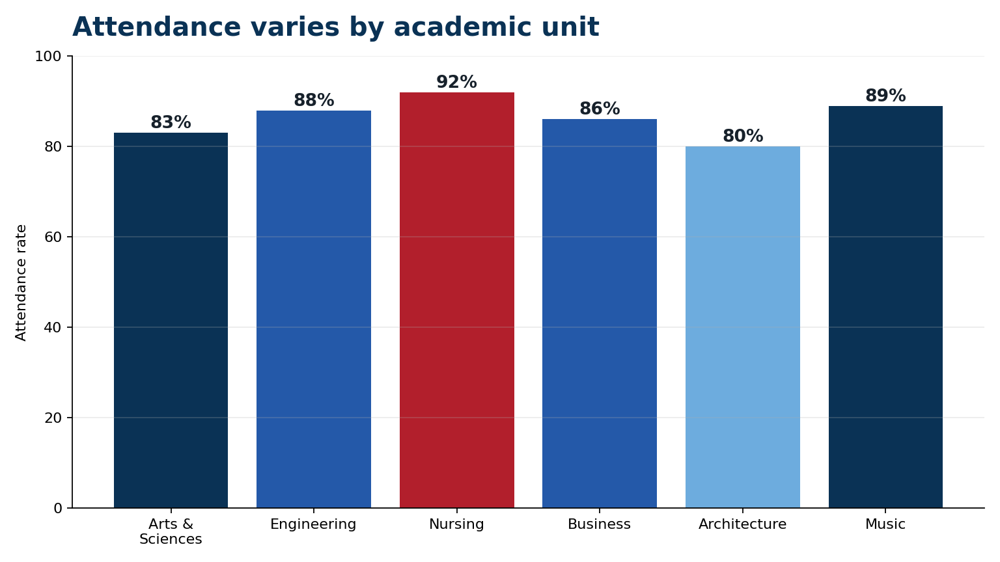 Attendance varies by academic unit
100
80
60
40
20
0
Attendance rate
83%
88%
92%
86%
80%
89%
Arts &
Sciences
Engineering
Nursing
Business
Architecture
Music